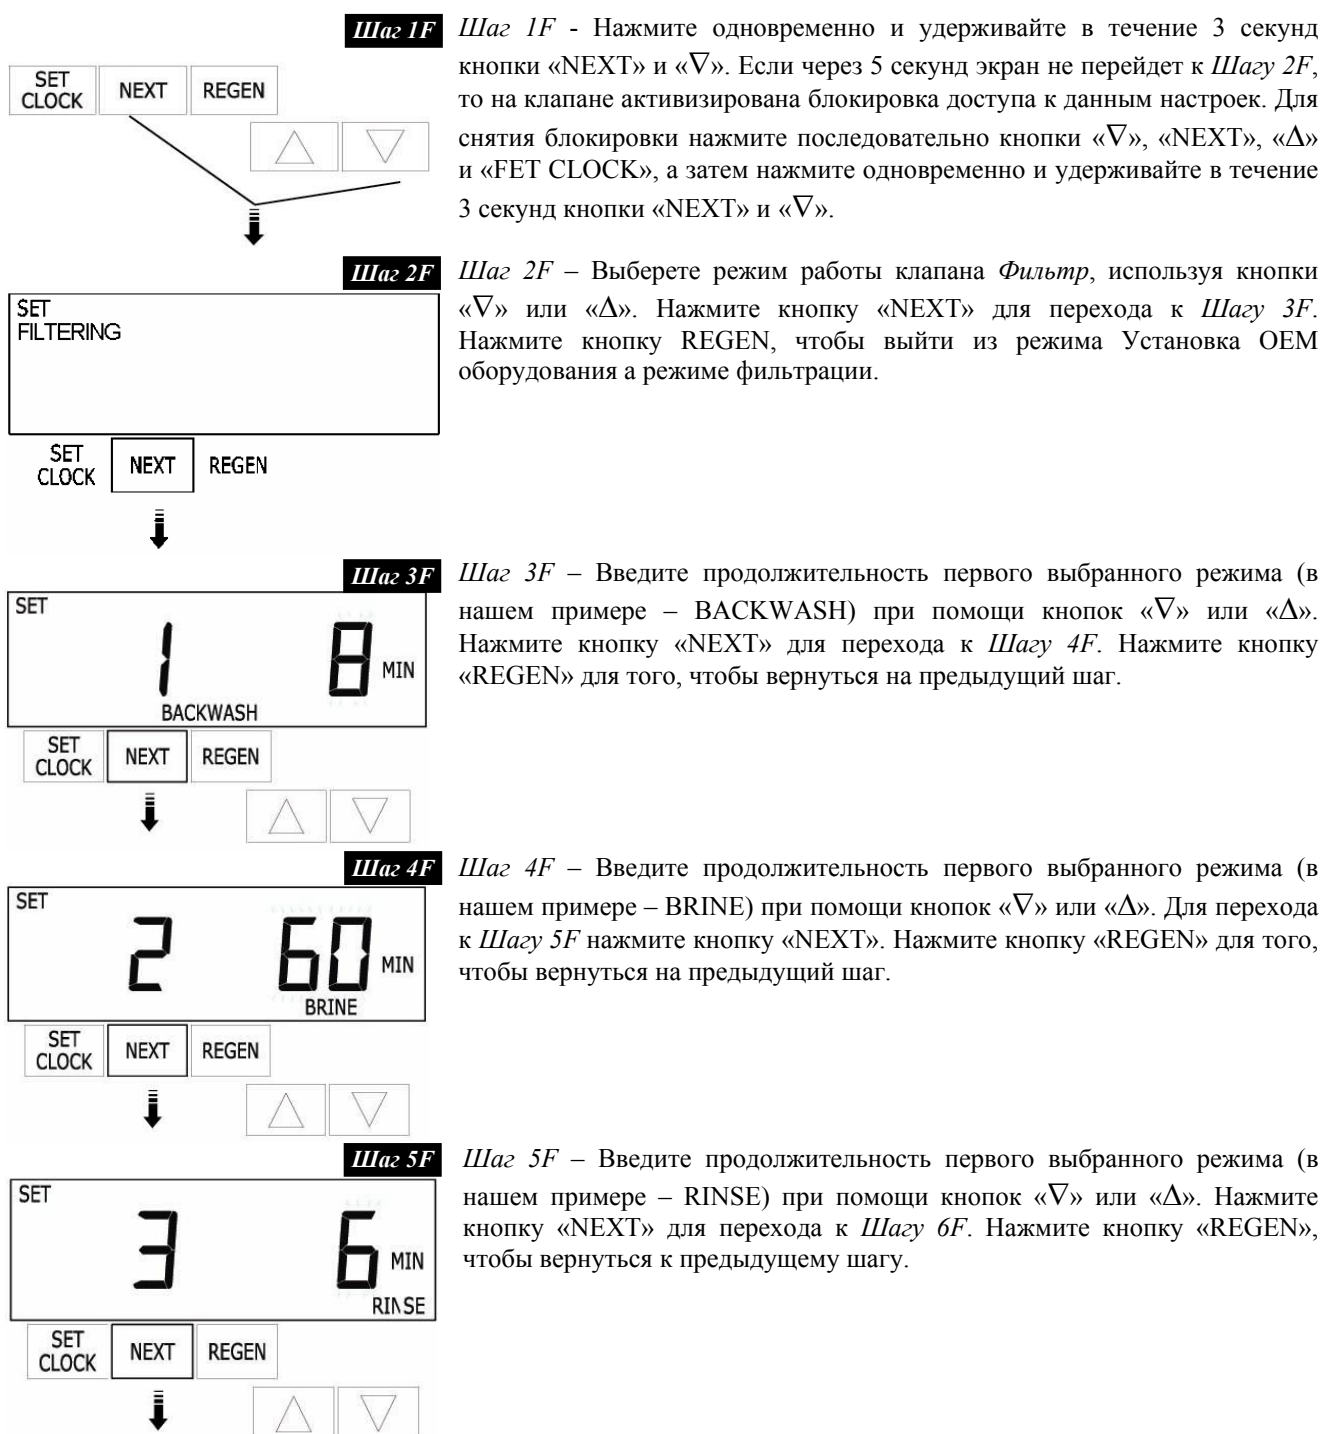 Шаг 1F
Шаг 1F - Нажмите одновременно и удерживайте в течение 3 секунд
кнопки «NEXT» и «∇». Если через 5 секунд экран не перейдет к Шагу 2F,
то на клапане активизирована блокировка доступа к данным настроек. Для
снятия блокировки нажмите последовательно кнопки «∇», «NEXT», «Δ»
и «FET CLOCK», а затем нажмите одновременно и удерживайте в течение
3 секунд кнопки «NEXT» и «∇».
SET
CLOCK
NEXT
REGEN
Шаг 2F
Шаг 2F – Выберете режим работы клапана Фильтр, используя кнопки
«∇» или «Δ». Нажмите кнопку «NEXT» для перехода к Шагу 3F.
Нажмите кнопку REGEN, чтобы выйти из режима Установка OEM
оборудования а режиме фильтрации.
SET
FILTERING
SET
CLOCK
NEXT
REGEN
Шаг 3F
Шаг 3F – Введите продолжительность первого выбранного режима (в
нашем примере – BACKWASH) при помощи кнопок «∇» или «Δ».
Нажмите кнопку «NEXT» для перехода к Шагу 4F. Нажмите кнопку
«REGEN» для того, чтобы вернуться на предыдущий шаг.
SET
1 8 MIN
BACKWASH
SET
CLOCK
NEXT
REGEN
Шаг 4F
Шаг 4F – Введите продолжительность первого выбранного режима (в
нашем примере – BRINE) при помощи кнопок «∇» или «Δ». Для перехода
к Шагу 5F нажмите кнопку «NEXT». Нажмите кнопку «REGEN» для того,
чтобы вернуться на предыдущий шаг.
SET
2 60 MIN
BRINE
SET
CLOCK
NEXT
REGEN
Шаг 5F
Шаг 5F – Введите продолжительность первого выбранного режима (в
нашем примере – RINSE) при помощи кнопок «∇» или «Δ». Нажмите
кнопку «NEXT» для перехода к Шагу 6F. Нажмите кнопку «REGEN»,
чтобы вернуться к предыдущему шагу.
SET
3 6 MIN
RINSE
SET
CLOCK
NEXT
REGEN